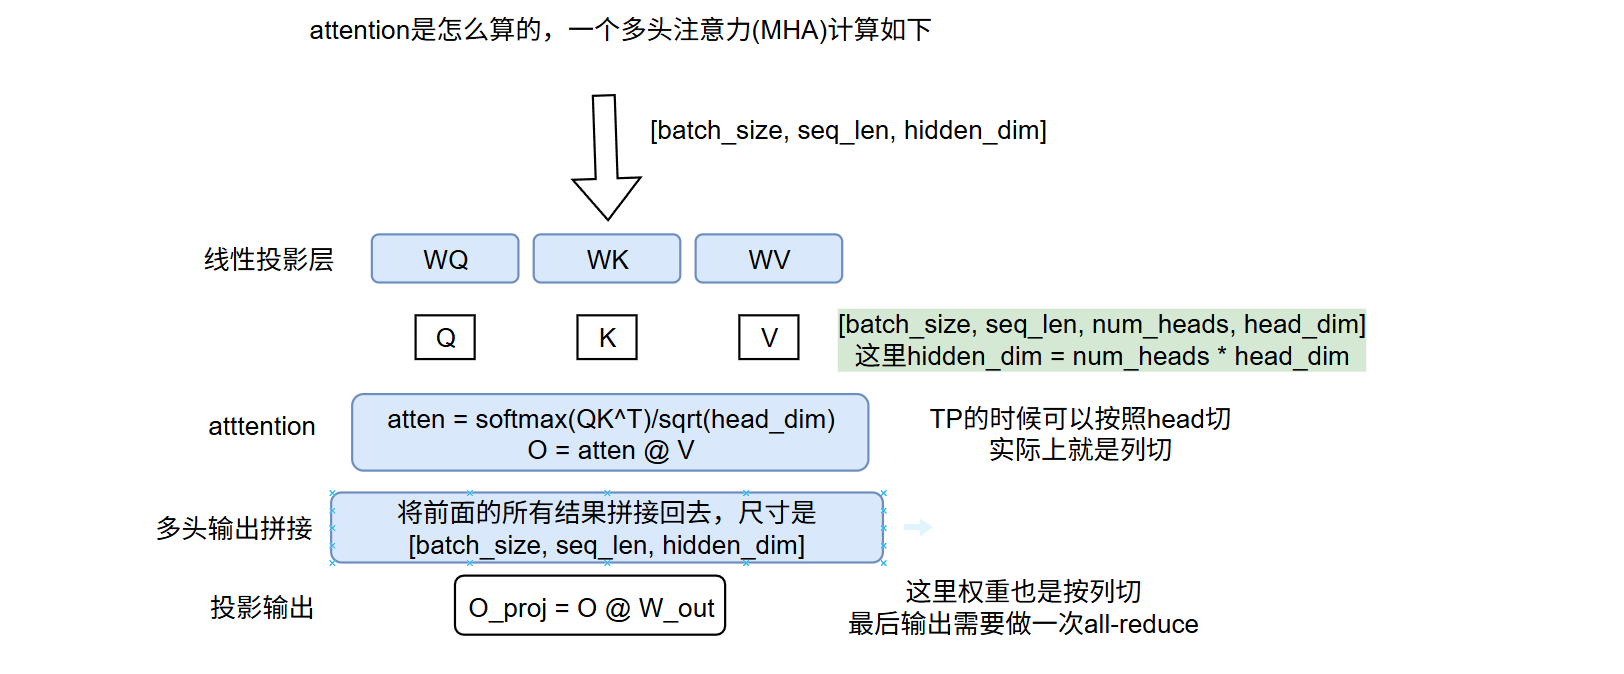 attention是怎么算的，一个多头注意力(MHA)计算如下
[batch_size, seq_len, hidden_dim]
线性投影层
WQ
WK
WV
Q
K
V
[batch_size, seq_len, num_heads, head_dim]
这里hidden_dim = num_heads * head_dim
atttention
atten = softmax(QK^T)/sqrt(head_dim)
O = atten @ V
TP的时候可以按照head切
实际上就是列切
多头输出拼接
将前面的所有结果拼接回去，尺寸是
[batch_size, seq_len, hidden_dim]
投影输出
O_proj = O @ W_out
这里权重也是按列切
最后输出需要做一次all-reduce